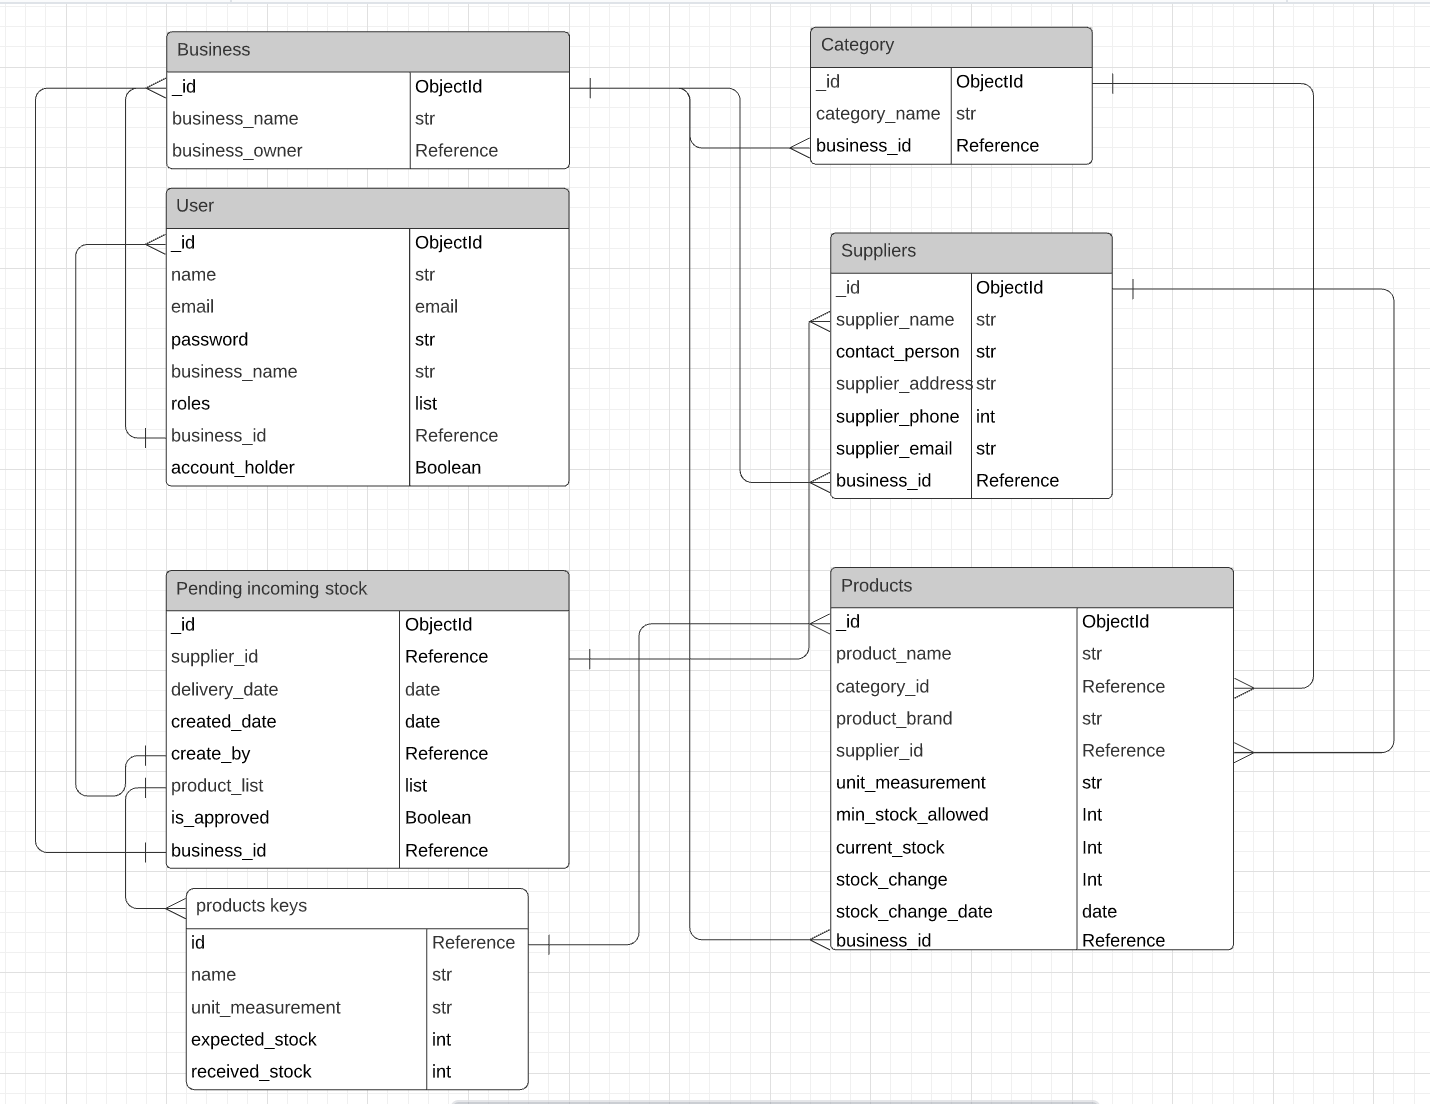 Business
_id ObjectId
business_name str
business_owner Reference
User
_id ObjectId
name str
email email
password str
business_name str
roles list
business_id Reference
account_holder Boolean
Pending incoming stock
_id ObjectId
supplier_id Reference
delivery_date date
created_date date
create_by Reference
product_list list
is_approved Boolean
business_id Reference
products keys
id Reference
name str
unit_measurement str
expected_stock int
received_stock int
Category
_id ObjectId
category_name str
business_id Reference
Suppliers
_id ObjectId
supplier_name str
contact_person str
supplier_address str
supplier_phone int
supplier_email str
business_id Reference
Products
_id ObjectId
product_name str
category_id Reference
product_brand str
supplier_id Reference
unit_measurement str
min_stock_allowed Int
current_stock Int
stock_change Int
stock_change_date date
business_id Reference